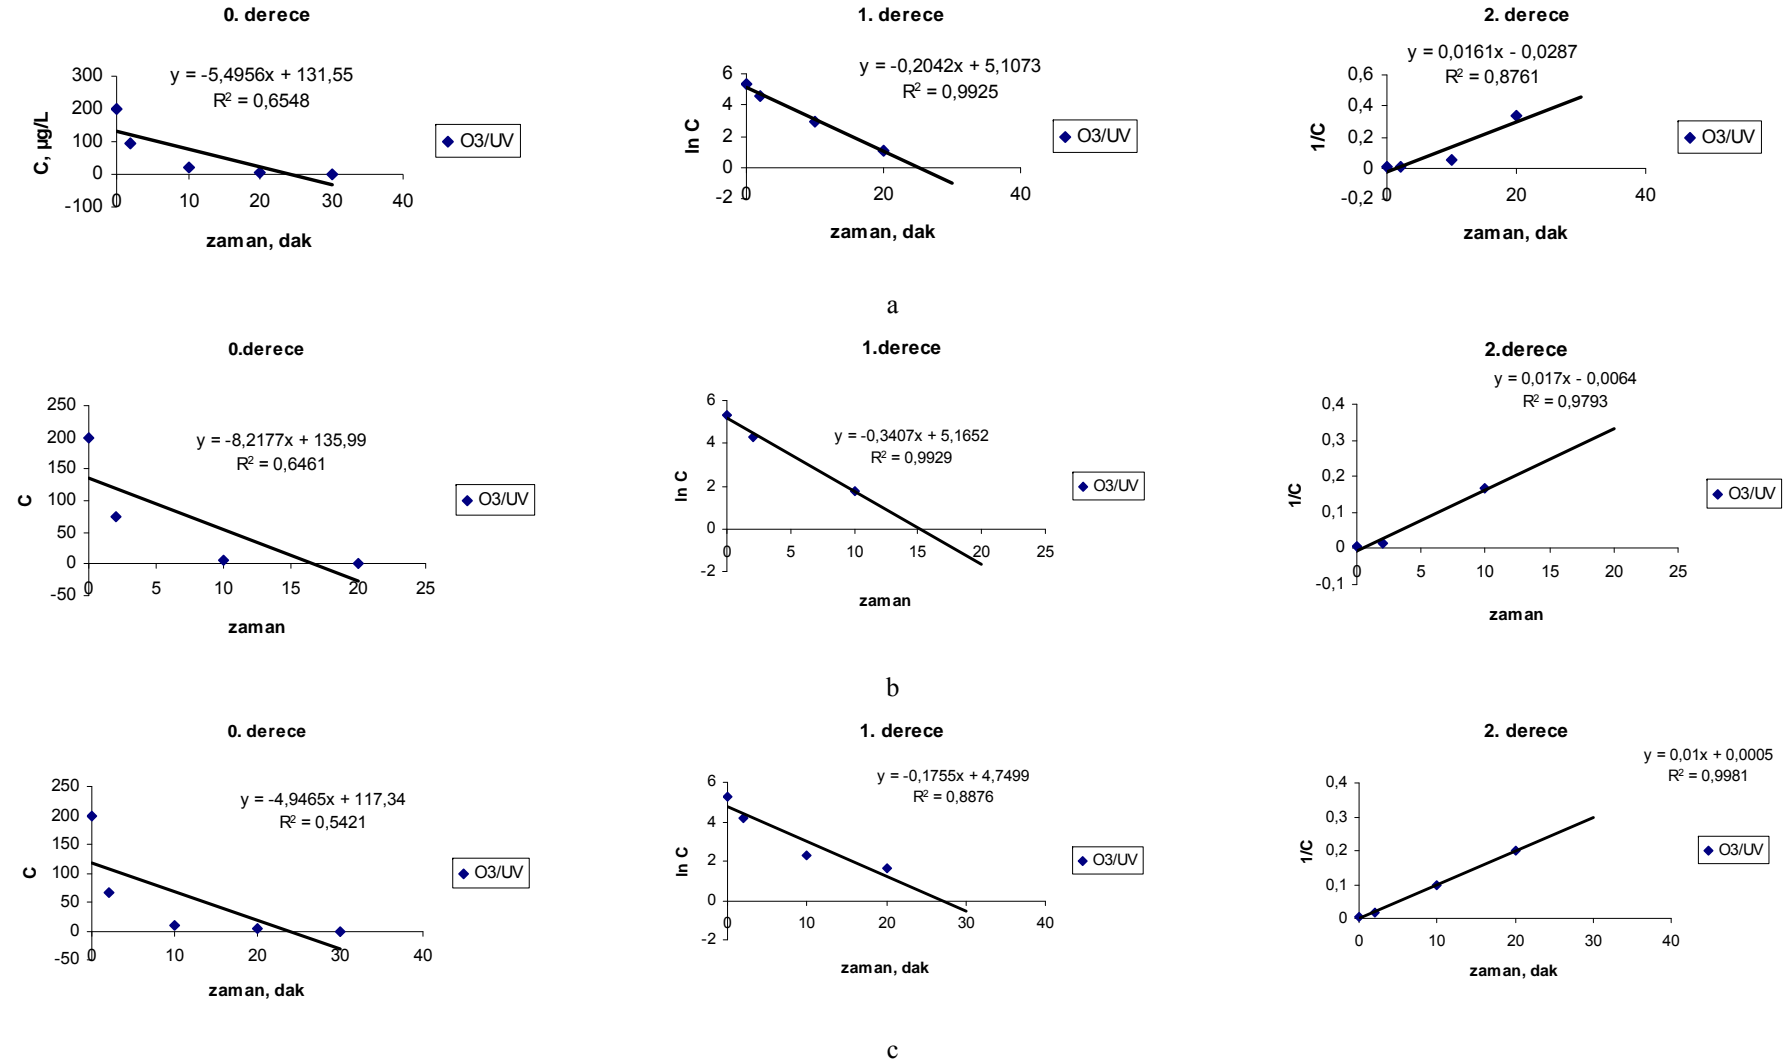 0. derece
y = -5,4956x + 131,55
R² = 0,6548
300
200
100
0
-100
0
10
20
30
40
C, µg/L
zaman, dak
O3/UV
1. derece
y = -0,2042x + 5,1073
R² = 0,9925
6
4
2
0
-2
0
20
40
ln C
zaman, dak
O3/UV
2. derece
y = 0,0161x - 0,0287
R² = 0,8761
0,6
0,4
0,2
0
-0,2
0
20
40
1/C
zaman, dak
O3/UV
a
0.derece
y = -8,2177x + 135,99
R² = 0,6461
250
200
150
100
50
0
-50
0
5
10
15
20
25
C
zaman
O3/UV
1.derece
y = -0,3407x + 5,1652
R² = 0,9929
6
4
2
0
-2
0
5
10
15
20
25
ln C
zaman
O3/UV
2.derece
y = 0,017x - 0,0064
R² = 0,9793
0,4
0,3
0,2
0,1
0
-0,1
0
5
10
15
20
25
1/C
zaman
O3/UV
b
0. derece
y = -4,9465x + 117,34
R² = 0,5421
250
200
150
100
50
0
-50
0
10
20
30
40
C
zaman, dak
O3/UV
1. derece
y = -0,1755x + 4,7499
R² = 0,8876
6
4
2
0
-2
0
10
20
30
40
ln C
zaman, dak
O3/UV
2. derece
y = 0,01x + 0,0005
R² = 0,9981
0,4
0,3
0,2
0,1
0
0
10
20
30
40
1/C
zaman, dak
O3/UV
c